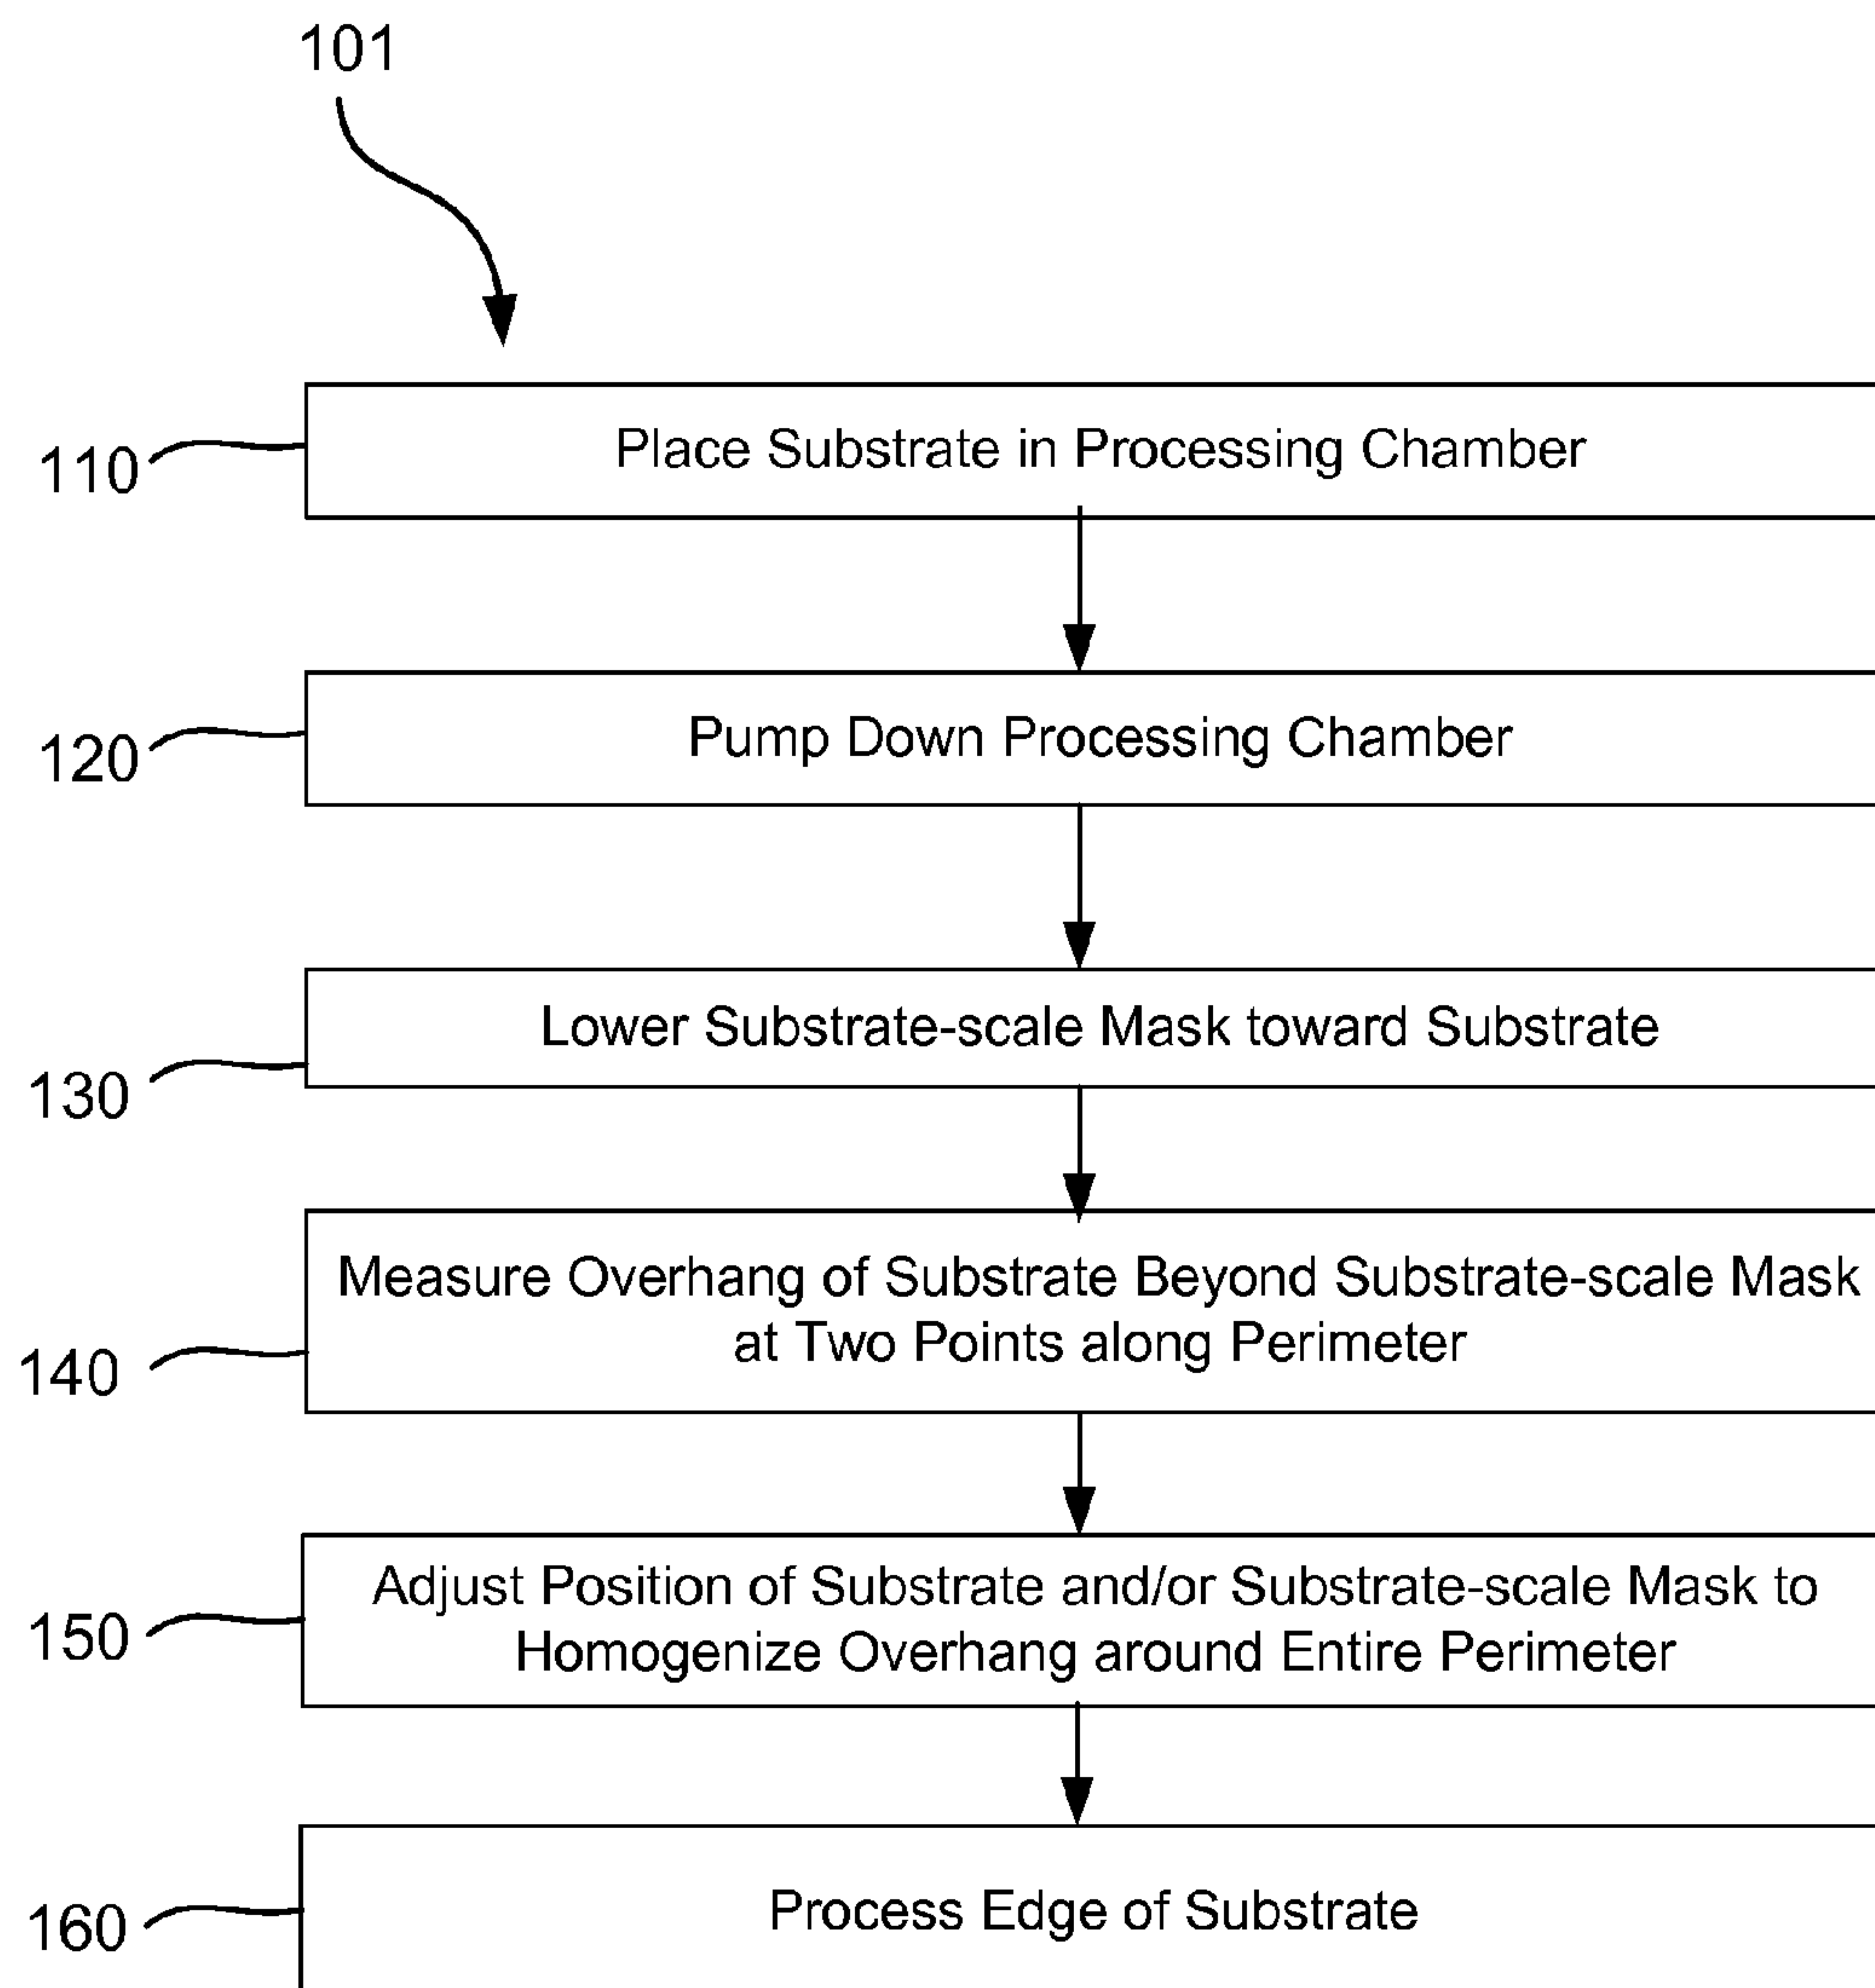 101
110
Place Substrate in Processing Chamber
120
Pump Down Processing Chamber
130
Lower Substrate-scale Mask toward Substrate
140
Measure Overhang of Substrate Beyond Substrate-scale Mask
at Two Points along Perimeter
150
Adjust Position of Substrate and/or Substrate-scale Mask to
Homogenize Overhang around Entire Perimeter
160
Process Edge of Substrate